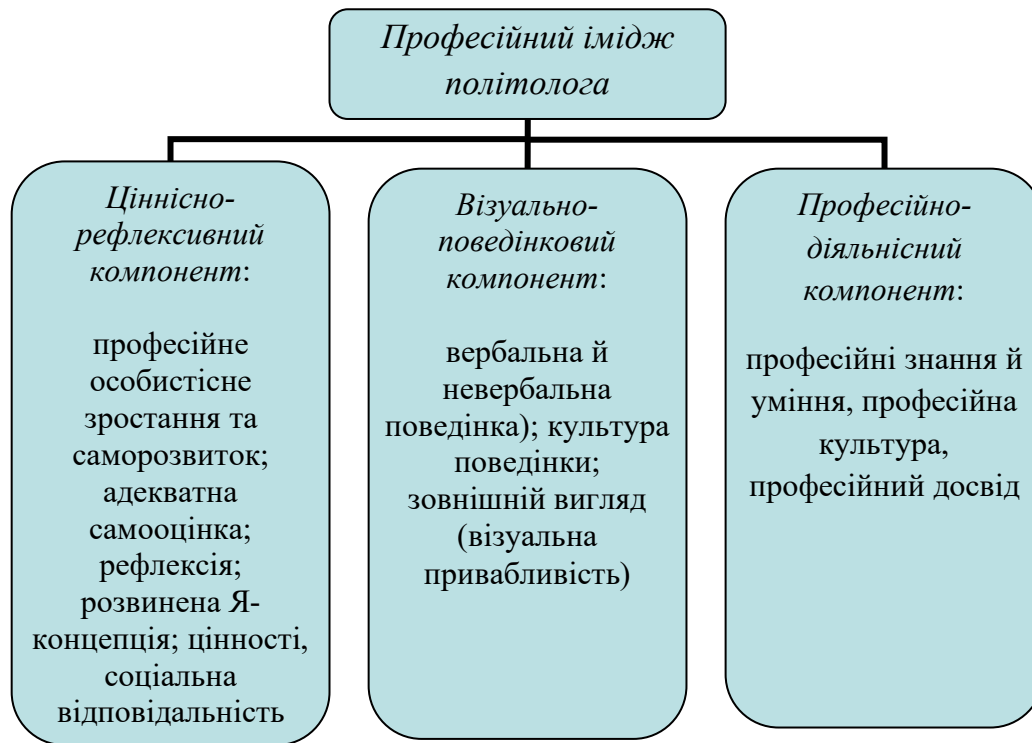 Професійний імідж
політолога
Ціннісно-
рефлексивний
компонент:
професійне
особистісне
зростання та
саморозвиток;
адекватна
самооцінка;
рефлексія;
розвинена Я-
концепція; цінності,
соціальна
відповідальність
Візуально-
поведінковий
компонент:
вербальна й
невербальна
поведінка); культура
поведінки;
зовнішній вигляд
(візуальна
привабливість)
Професійно-
діяльнісний
компонент:
професійні знання й
уміння, професійна
культура,
професійний досвід